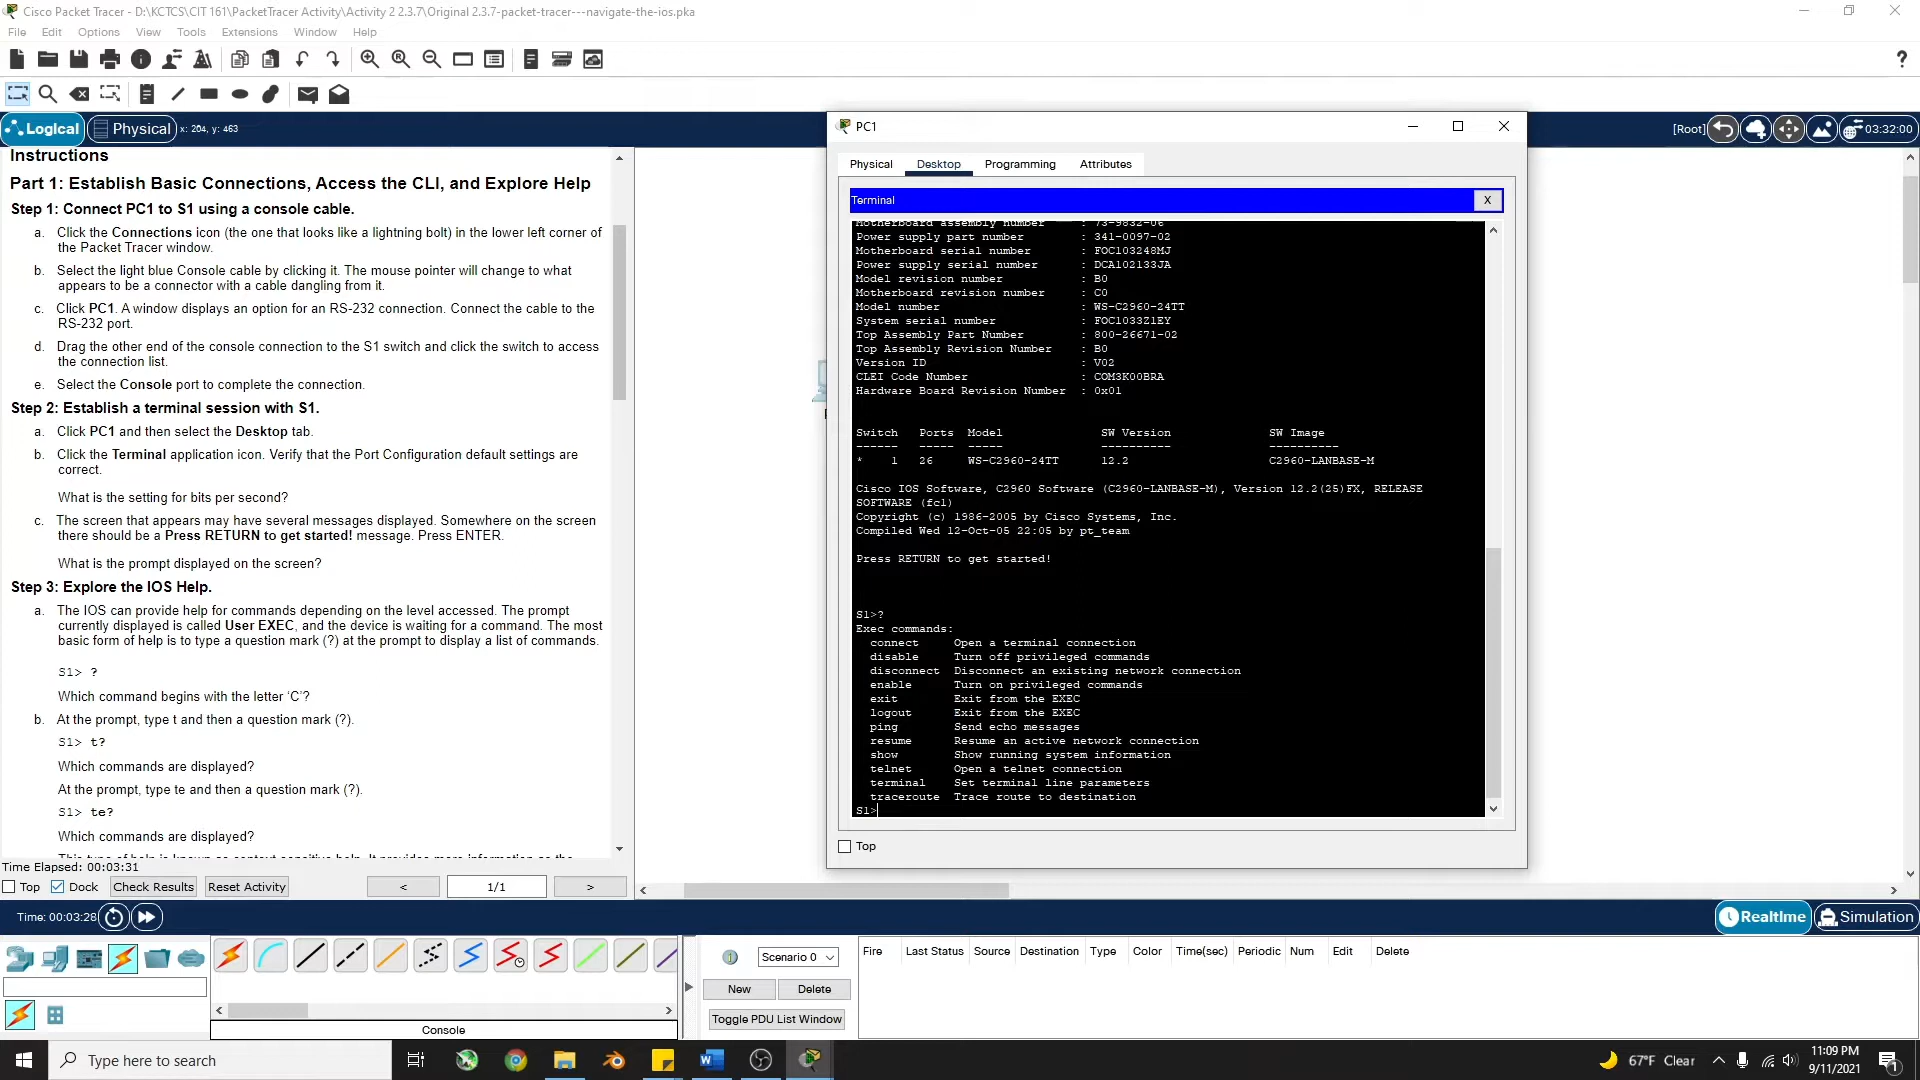 Cisco Packet Tracer - D:\KCTCS\CIT 161\PacketTracer Activity\Activity 2 2.3.7\Original 2.3.7-packet-tracer---navigate-the-ios.pka
File Edit Options View Tools Extensions Window Help
?
Logical Physical x: 204, y: 463
[Root] 03:32:00
Instructions
Part 1: Establish Basic Connections, Access the CLI, and Explore Help
Step 1: Connect PC1 to S1 using a console cable.
a. Click the Connections icon (the one that looks like a lightning bolt) in the lower left corner of
the Packet Tracer window.
b. Select the light blue Console cable by clicking it. The mouse pointer will change to what
appears to be a connector with a cable dangling from it.
c. Click PC1. A window displays an option for an RS-232 connection. Connect the cable to the
RS-232 port.
d. Drag the other end of the console connection to the S1 switch and click the switch to access
the connection list.
e. Select the Console port to complete the connection.
Step 2: Establish a terminal session with S1.
a. Click PC1 and then select the Desktop tab.
b. Click the Terminal application icon. Verify that the Port Configuration default settings are
correct.
What is the setting for bits per second?
c. The screen that appears may have several messages displayed. Somewhere on the screen
there should be a Press RETURN to get started! message. Press ENTER.
What is the prompt displayed on the screen?
Step 3: Explore the IOS Help.
a. The IOS can provide help for commands depending on the level accessed. The prompt
currently displayed is called User EXEC, and the device is waiting for a command. The most
basic form of help is to type a question mark (?) at the prompt to display a list of commands.
S1> ?
Which command begins with the letter ‘C’?
b. At the prompt, type t and then a question mark (?).
S1> t?
Which commands are displayed?
At the prompt, type te and then a question mark (?).
S1> te?
Which commands are displayed?
Time Elapsed: 00:03:31
Top Dock Check Results Reset Activity < 1/1 >
PC1
Physical Desktop Programming Attributes
Terminal X
Motherboard assembly number : 73-9832-06
Power supply part number : 341-0097-02
Motherboard serial number : FOC103248MJ
Power supply serial number : DCA102133JA
Model revision number : B0
Motherboard revision number : C0
Model number : WS-C2960-24TT
System serial number : FOC1033Z1EY
Top Assembly Part Number : 800-26671-02
Top Assembly Revision Number : B0
Version ID : V02
CLEI Code Number : COM3K00BRA
Hardware Board Revision Number : 0x01
Switch Ports Model SW Version SW Image
------ ----- ----- ---------- ----------
* 1 26 WS-C2960-24TT 12.2 C2960-LANBASE-M
Cisco IOS Software, C2960 Software (C2960-LANBASE-M), Version 12.2(25)FX, RELEASE
SOFTWARE (fc1)
Copyright (c) 1986-2005 by Cisco Systems, Inc.
Compiled Wed 12-Oct-05 22:05 by pt_team
Press RETURN to get started!
S1>?
Exec commands:
connect Open a terminal connection
disable Turn off privileged commands
disconnect Disconnect an existing network connection
enable Turn on privileged commands
exit Exit from the EXEC
logout Exit from the EXEC
ping Send echo messages
resume Resume an active network connection
show Show running system information
telnet Open a telnet connection
terminal Set terminal line parameters
traceroute Trace route to destination
S1>
Top
Time: 00:03:28 Realtime Simulation
Console
Scenario 0
New Delete
Toggle PDU List Window
Fire Last Status Source Destination Type Color Time(sec) Periodic Num Edit Delete
Type here to search
67°F Clear
11:09 PM
9/11/2021
1